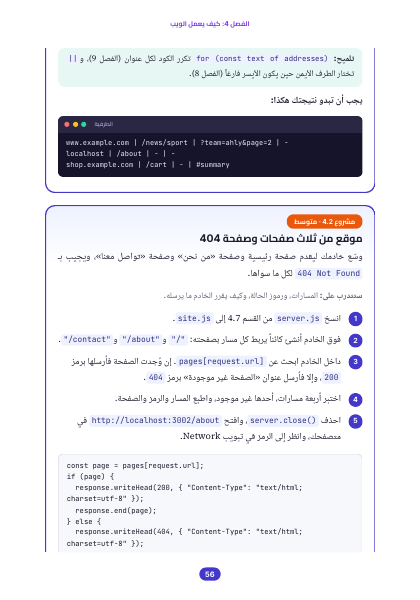 الفصل 4: كيف يعمل الويب
تلميح: for (const text of addresses) تكرر الكود لكل عنوان (الفصل 9)، و ||
تختار الطرف الأيمن حين يكون الأيسر فارغاً (الفصل 8).
يجب أن تبدو نتيجتك هكذا:
الطرفية
www.example.com | /news/sport | ?team=ahly&page=2 | -
localhost | /about | - | -
shop.example.com | /cart | - | #summary
مشروع 4.2 · متوسط
موقع من ثلاث صفحات وصفحة 404
وسّع خادمك ليقدم صفحة رئيسية وصفحة «من نحن» وصفحة «تواصل معنا»، ويجيب بـ
404 Not Found لكل ما سواها.
ستتدرب على: المسارات، ورموز الحالة، وكيف يقرر الخادم ما يرسله.
1 انسخ server.js من القسم 4.7 إلى site.js.
2 فوق الخادم أنشئ كائناً يربط كل مسار بصفحته: "/" و "/about" و "/contact".
3 داخل الخادم ابحث عن pages[request.url]. إن وُجدت الصفحة فأرسلها برمز
200، وإلا فأرسل عنوان «الصفحة غير موجودة» برمز 404.
4 اختبر أربعة مسارات، أحدها غير موجود، واطبع المسار والرمز والصفحة.
5 احذف server.close()، وافتح http://localhost:3002/about في
متصفحك، وانظر إلى الرمز في تبويب Network.
const page = pages[request.url];
if (page) {
response.writeHead(200, { "Content-Type": "text/html;
charset=utf-8" });
response.end(page);
} else {
response.writeHead(404, { "Content-Type": "text/html;
charset=utf-8" });
56